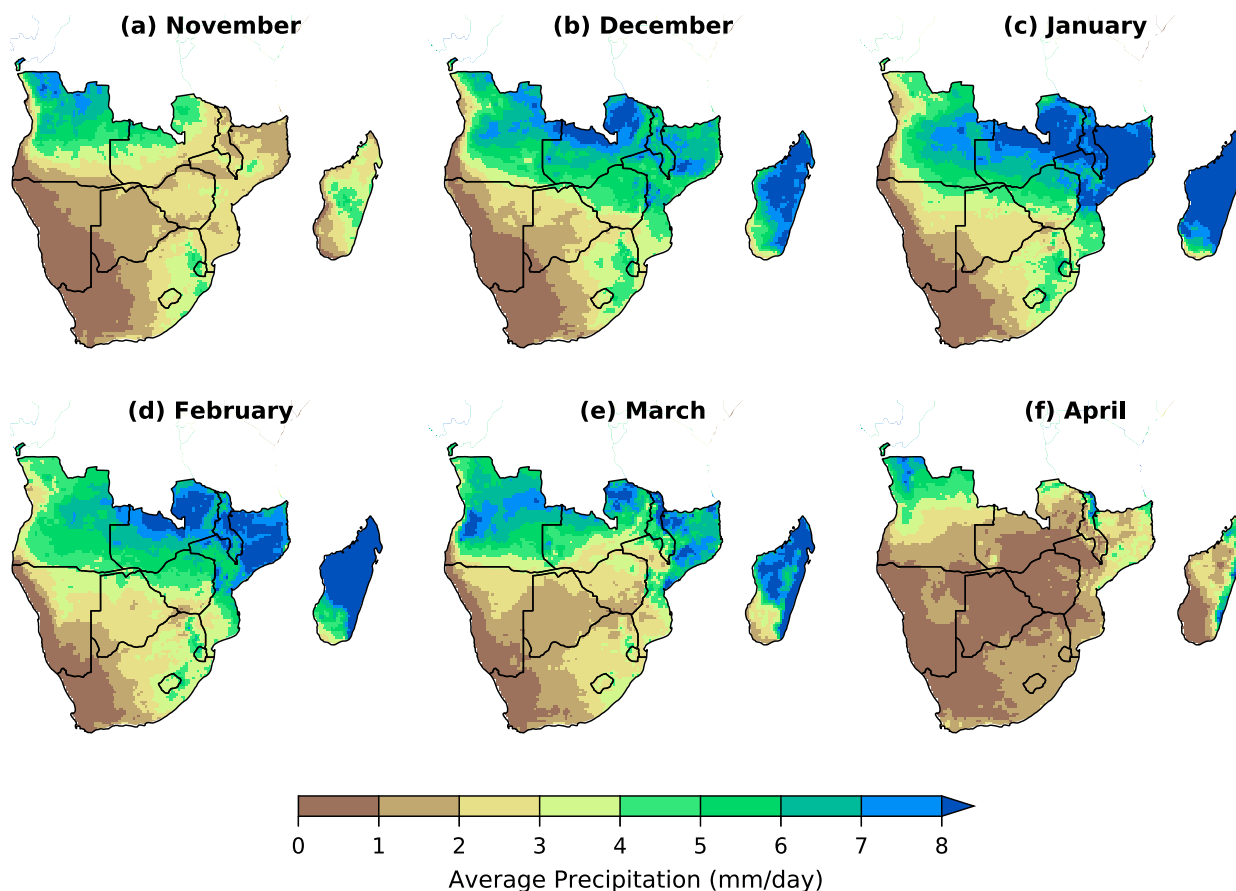 (a) November
(b) December
(c) January
(d) February
(e) March
(f) April
0 1 2 3 4 5 6 7 8
Average Precipitation (mm/day)